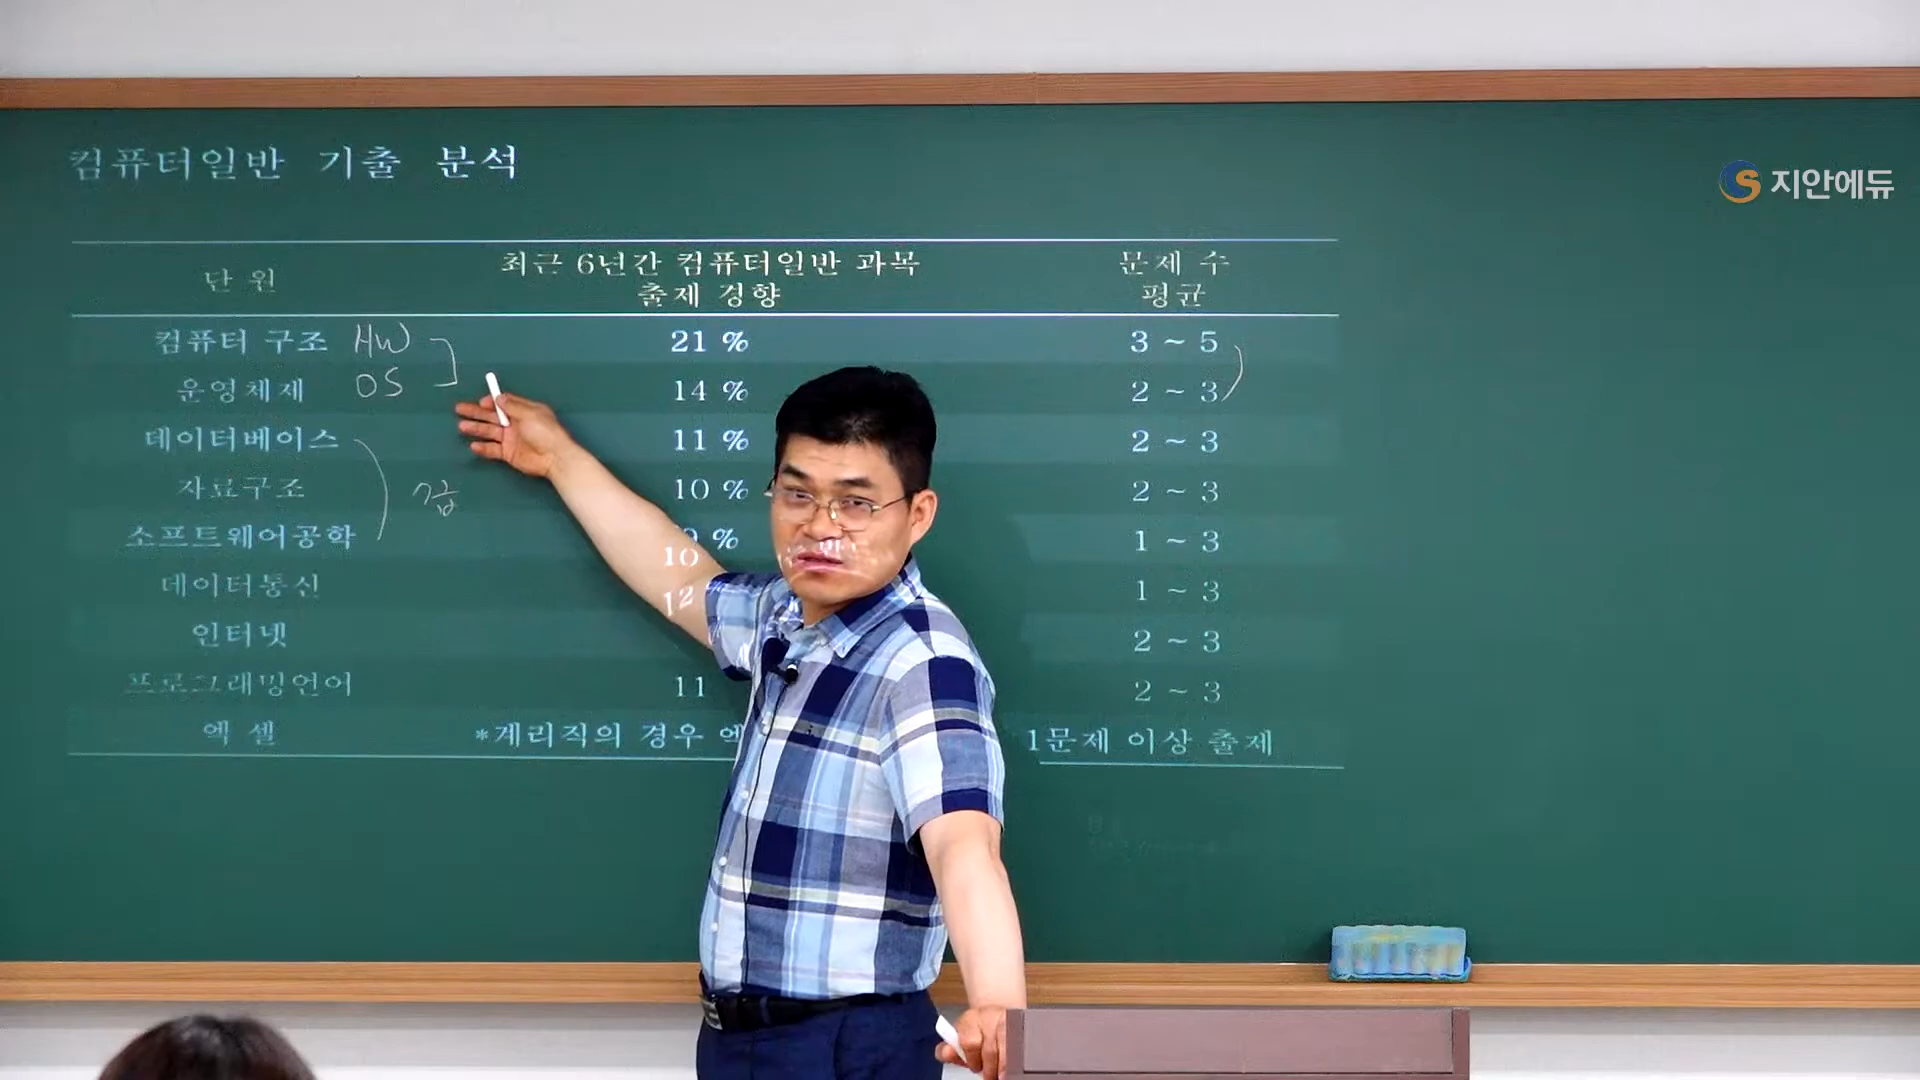 컴퓨터일반 기출 분석
지안에듀
단 원
최근 6년간 컴퓨터일반 과목
출제 경향
문제 수
평균
컴퓨터 구조 HW 21 % 3 ~ 5
운영체제 OS 14 % 2 ~ 3
데이터베이스 11 % 2 ~ 3
자료구조 10 % 2 ~ 3
소프트웨어공학 9 % 1 ~ 3
데이터통신 10 1 ~ 3
인터넷 12 2 ~ 3
프로그래밍언어 11 2 ~ 3
엑 셀 *계리직의 경우 1문제 이상 출제